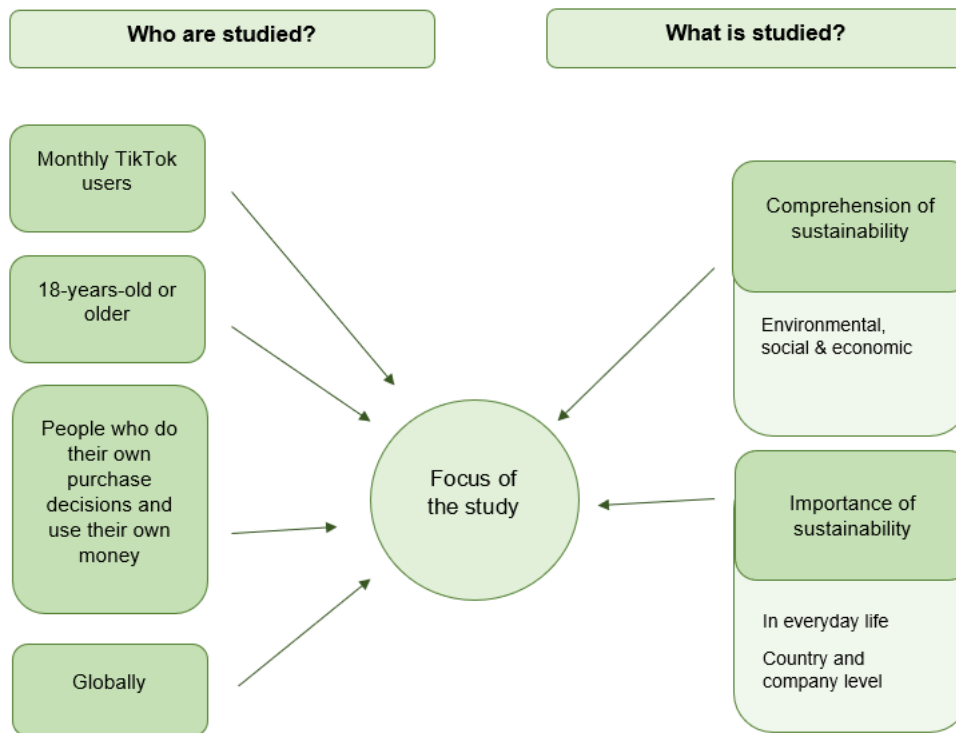 Who are studied?
What is studied?
Monthly TikTok
users
18-years-old or
older
People who do
their own
purchase
decisions and
use their own
money
Globally
Focus of
the study
Comprehension of
sustainability
Environmental,
social & economic
Importance of
sustainability
In everyday life
Country and
company level